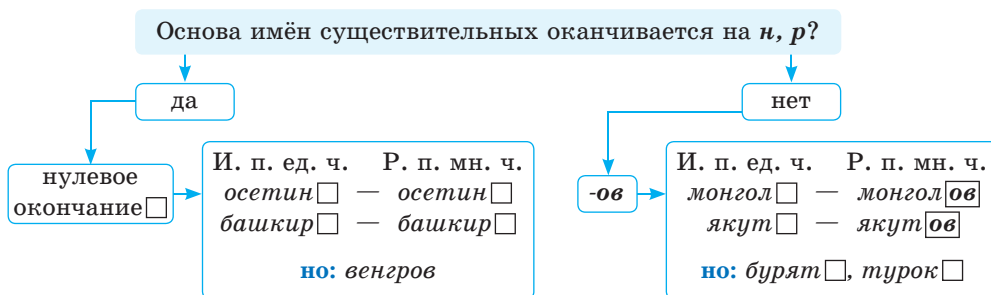 Основа имён существительных оканчивается на н, р?
да
нет
нулевое
окончание
И. п. ед. ч. Р. п. мн. ч.
осетин — осетин
башкир — башкир
но: венгров
-ов
И. п. ед. ч. Р. п. мн. ч.
монгол — монголов
якут — якутов
но: бурят, турок